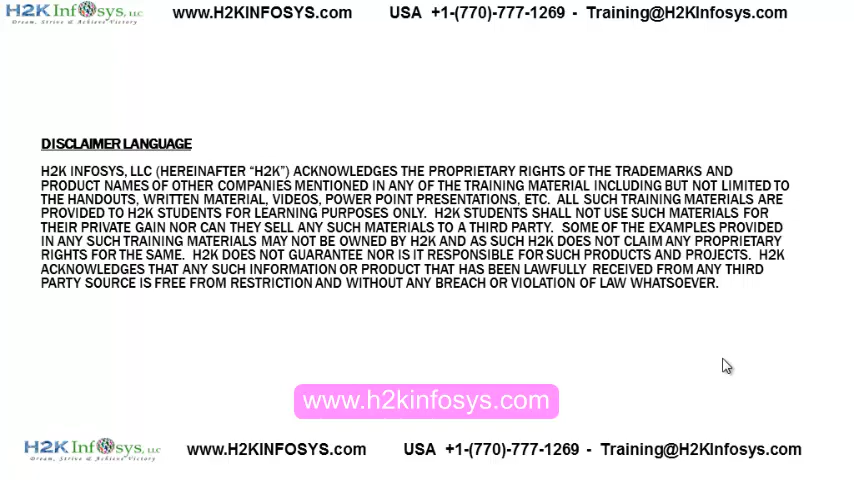 H2K Infosys, LLC www.H2KINFOSYS.com USA +1-(770)-777-1269 - Training@H2KInfosys.com
Dream, Strive & Achieve Victory
DISCLAIMER LANGUAGE
H2K INFOSYS, LLC (HEREINAFTER “H2K”) ACKNOWLEDGES THE PROPRIETARY RIGHTS OF THE TRADEMARKS AND
PRODUCT NAMES OF OTHER COMPANIES MENTIONED IN ANY OF THE TRAINING MATERIAL INCLUDING BUT NOT LIMITED TO
THE HANDOUTS, WRITTEN MATERIAL, VIDEOS, POWER POINT PRESENTATIONS, ETC. ALL SUCH TRAINING MATERIALS ARE
PROVIDED TO H2K STUDENTS FOR LEARNING PURPOSES ONLY. H2K STUDENTS SHALL NOT USE SUCH MATERIALS FOR
THEIR PRIVATE GAIN NOR CAN THEY SELL ANY SUCH MATERIALS TO A THIRD PARTY. SOME OF THE EXAMPLES PROVIDED
IN ANY SUCH TRAINING MATERIALS MAY NOT BE OWNED BY H2K AND AS SUCH H2K DOES NOT CLAIM ANY PROPRIETARY
RIGHTS FOR THE SAME. H2K DOES NOT GUARANTEE NOR IS IT RESPONSIBLE FOR SUCH PRODUCTS AND PROJECTS. H2K
ACKNOWLEDGES THAT ANY SUCH INFORMATION OR PRODUCT THAT HAS BEEN LAWFULLY RECEIVED FROM ANY THIRD
PARTY SOURCE IS FREE FROM RESTRICTION AND WITHOUT ANY BREACH OR VIOLATION OF LAW WHATSOEVER.
www.h2kinfosys.com
H2K Infosys, LLC www.H2KINFOSYS.com USA +1-(770)-777-1269 - Training@H2KInfosys.com
Dream, Strive & Achieve Victory